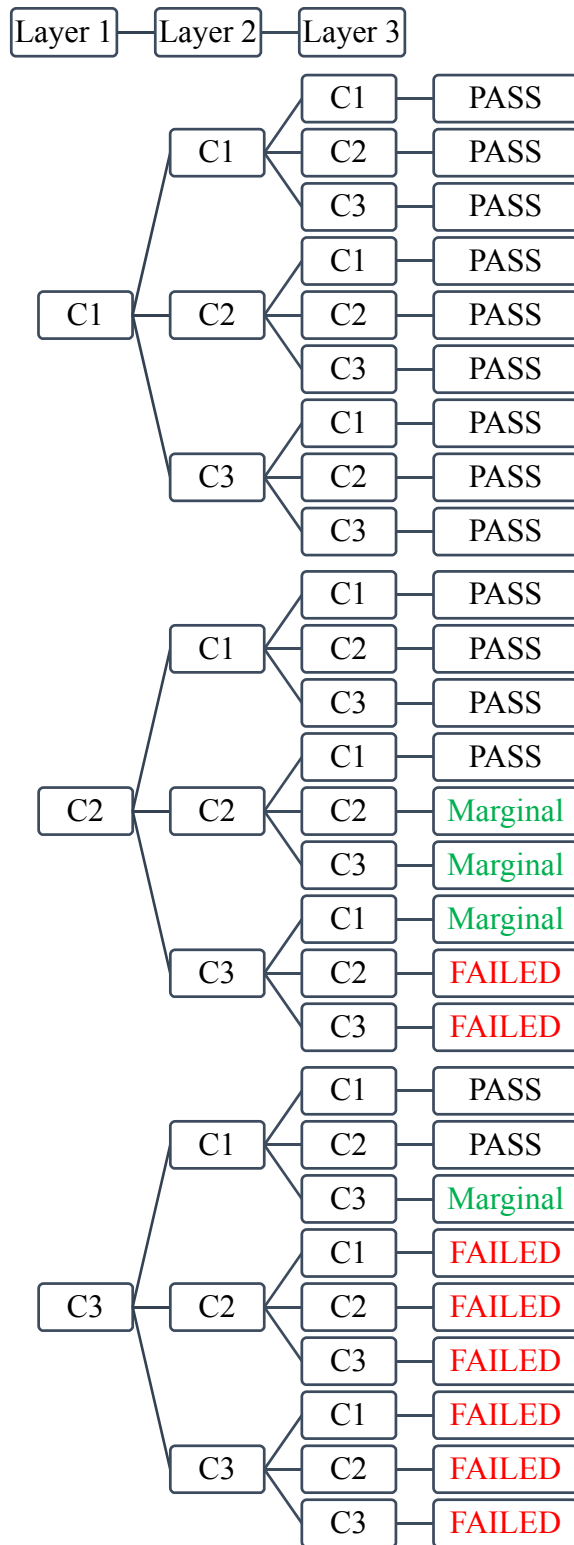 Layer 1 Layer 2 Layer 3
C1 PASS
C1 C2 PASS
C3 PASS
C1 PASS
C1 C2 C2 PASS
C3 PASS
C1 PASS
C3 C2 PASS
C3 PASS
C1 PASS
C1 C2 PASS
C3 PASS
C1 PASS
C2 C2 C2 Marginal
C3 Marginal
C1 Marginal
C3 C2 FAILED
C3 FAILED
C1 PASS
C1 C2 PASS
C3 Marginal
C1 FAILED
C3 C2 C2 FAILED
C3 FAILED
C1 FAILED
C3 C2 FAILED
C3 FAILED